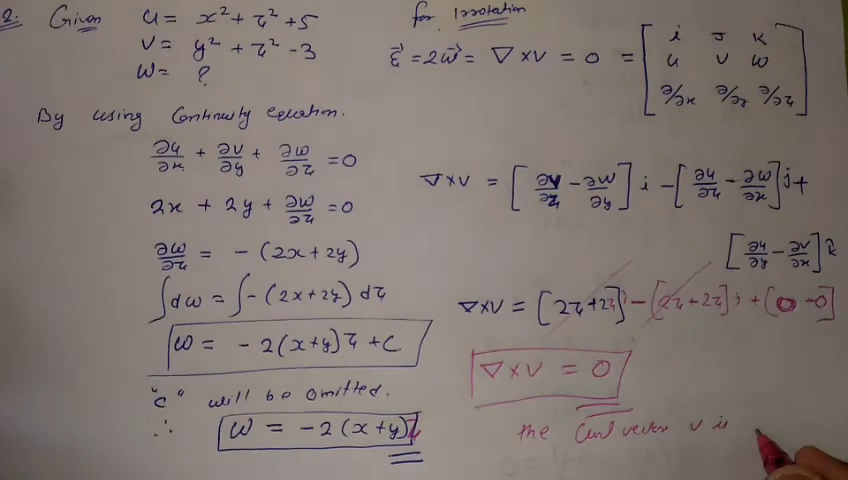 2. Given u = x² + z² + 5
v = y² + z² - 3
w = ?
By using Continuity equation.
∂u/∂x + ∂v/∂y + ∂w/∂z = 0
2x + 2y + ∂w/∂z = 0
∂w/∂z = - (2x + 2y)
∫dw = ∫-(2x+2y) dz
w = - 2(x+y)z + C
"c" will be omitted.
∴ w = -2(x+y)z
for irrotation
= 2ω⃗ = ∇×V = 0 = [ i J K
u v w
∂/∂x ∂/∂y ∂/∂z ]
∇×V = [∂v/∂z - ∂w/∂y] i - [∂u/∂z - ∂w/∂x] j +
[∂u/∂y - ∂v/∂x] k̂
∇×V = [2z+2z]i - [2z+2z]j + [0-0]
∇×V = 0
the Curl vector v is